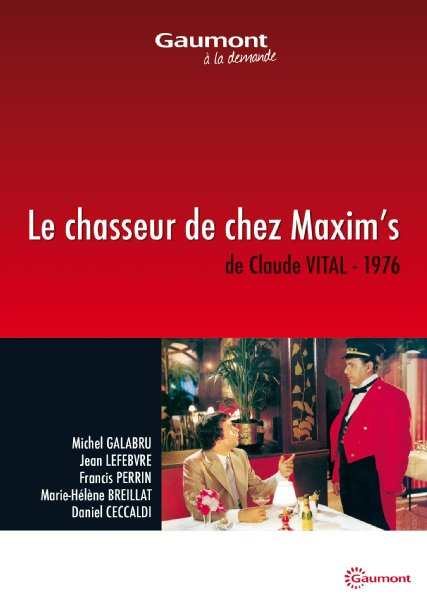 Gaumont
à la demande
Le chasseur de chez Maxim's
de Claude VITAL - 1976
Michel GALABRU
Jean LEFEBVRE
Francis PERRIN
Marie-Hélène BREILLAT
Daniel CECCALDI
Gaumont